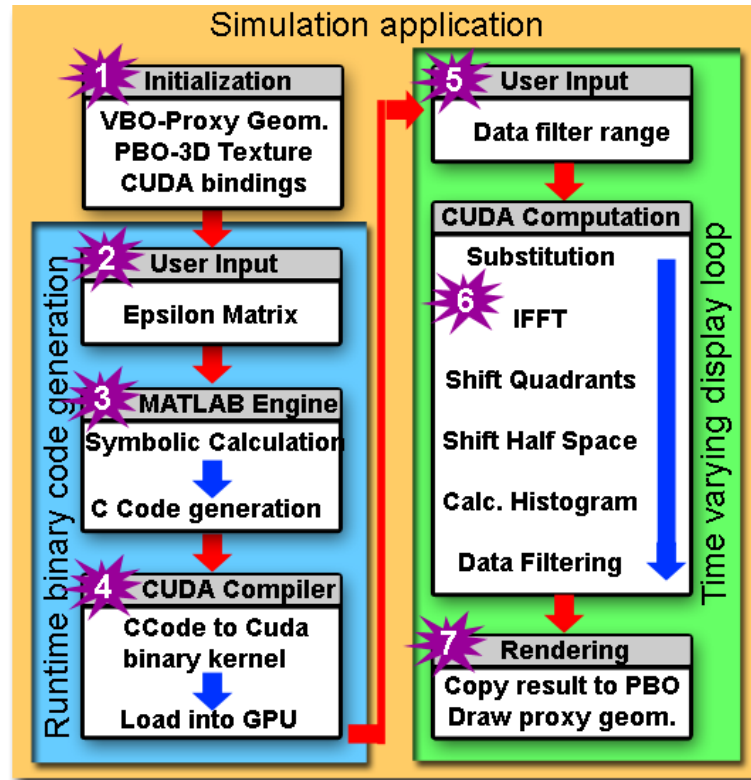 Simulation application
1
Initialization
VBO-Proxy Geom.
PBO-3D Texture
CUDA bindings
Runtime binary code generation
2
User Input
Epsilon Matrix
3
MATLAB Engine
Symbolic Calculation
C Code generation
4
CUDA Compiler
CCode to Cuda
binary kernel
Load into GPU
Time varying display loop
5
User Input
Data filter range
CUDA Computation
Substitution
6
IFFT
Shift Quadrants
Shift Half Space
Calc. Histogram
Data Filtering
7
Rendering
Copy result to PBO
Draw proxy geom.